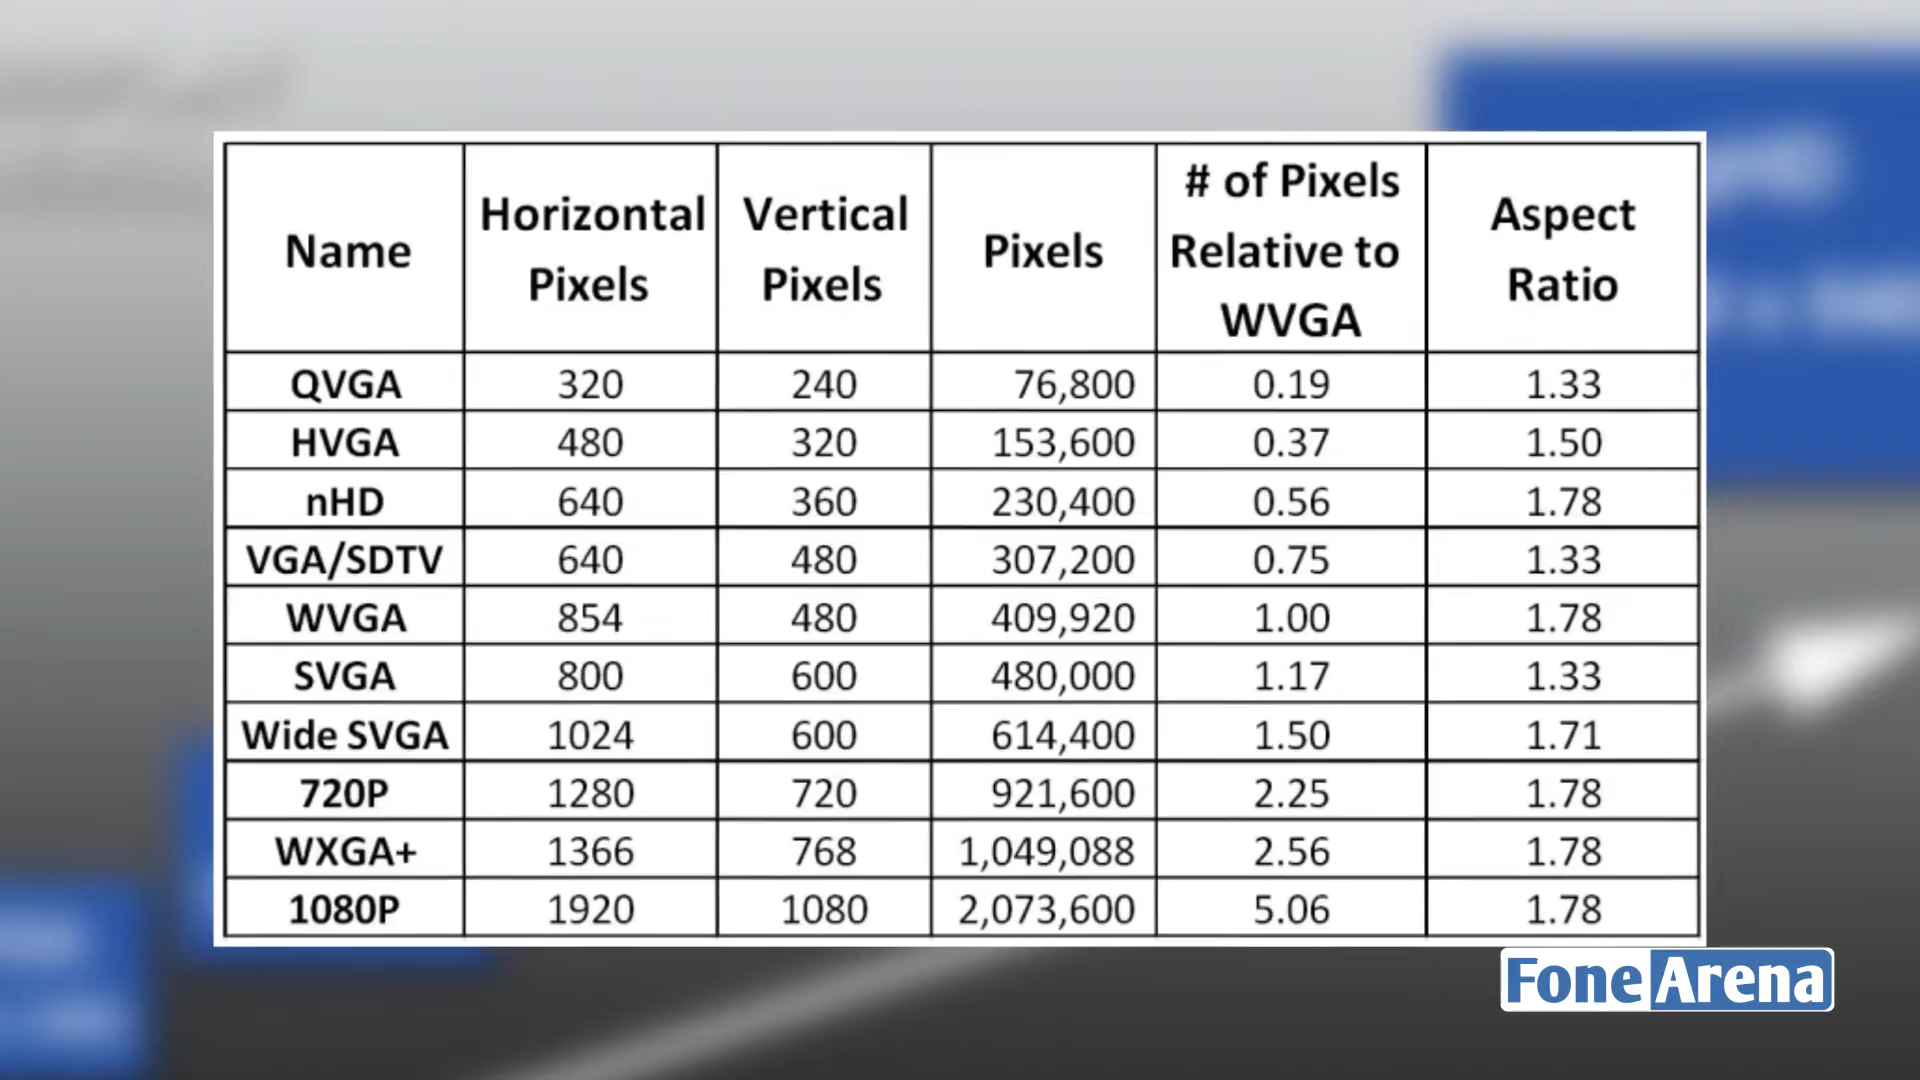 Name Horizontal Pixels Vertical Pixels Pixels # of Pixels Relative to WVGA Aspect Ratio
QVGA 320 240 76,800 0.19 1.33
HVGA 480 320 153,600 0.37 1.50
nHD 640 360 230,400 0.56 1.78
VGA/SDTV 640 480 307,200 0.75 1.33
WVGA 854 480 409,920 1.00 1.78
SVGA 800 600 480,000 1.17 1.33
Wide SVGA 1024 600 614,400 1.50 1.71
720P 1280 720 921,600 2.25 1.78
WXGA+ 1366 768 1,049,088 2.56 1.78
1080P 1920 1080 2,073,600 5.06 1.78
FoneArena